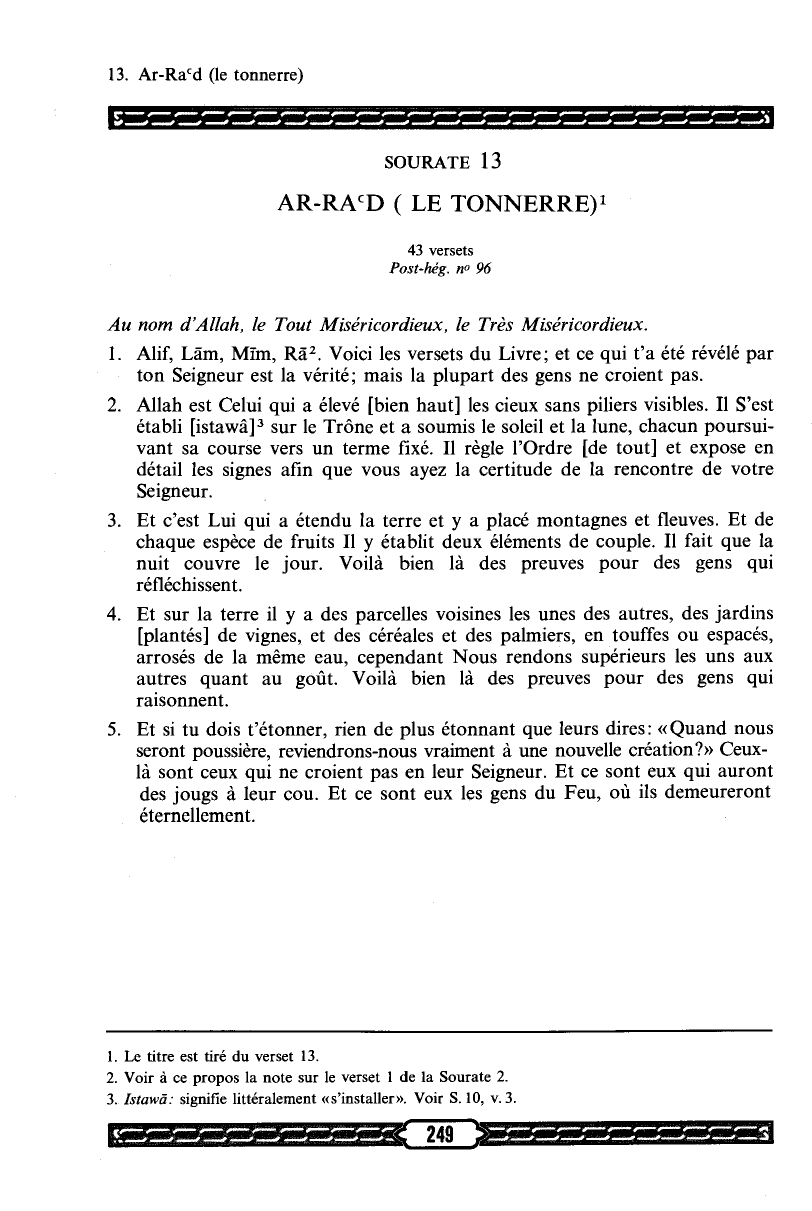 13. Ar-Raᶜd (le tonnerre)
SOURATE 13
AR-RAᶜD ( LE TONNERRE)¹
43 versets
Post-hég. nº 96
Au nom d'Allah, le Tout Miséricordieux, le Très Miséricordieux.
1. Alif, Lām, Mīm, Rā². Voici les versets du Livre; et ce qui t'a été révélé par
ton Seigneur est la vérité; mais la plupart des gens ne croient pas.
2. Allah est Celui qui a élevé [bien haut] les cieux sans piliers visibles. Il S'est
établi [istawâ]³ sur le Trône et a soumis le soleil et la lune, chacun poursui-
vant sa course vers un terme fixé. Il règle l'Ordre [de tout] et expose en
détail les signes afin que vous ayez la certitude de la rencontre de votre
Seigneur.
3. Et c'est Lui qui a étendu la terre et y a placé montagnes et fleuves. Et de
chaque espèce de fruits Il y établit deux éléments de couple. Il fait que la
nuit couvre le jour. Voilà bien là des preuves pour des gens qui
réfléchissent.
4. Et sur la terre il y a des parcelles voisines les unes des autres, des jardins
[plantés] de vignes, et des céréales et des palmiers, en touffes ou espacés,
arrosés de la même eau, cependant Nous rendons supérieurs les uns aux
autres quant au goût. Voilà bien là des preuves pour des gens qui
raisonnent.
5. Et si tu dois t'étonner, rien de plus étonnant que leurs dires: «Quand nous
seront poussière, reviendrons-nous vraiment à une nouvelle création?» Ceux-
là sont ceux qui ne croient pas en leur Seigneur. Et ce sont eux qui auront
des jougs à leur cou. Et ce sont eux les gens du Feu, où ils demeureront
éternellement.
1. Le titre est tiré du verset 13.
2. Voir à ce propos la note sur le verset 1 de la Sourate 2.
3. Istawā: signifie littéralement «s'installer». Voir S. 10, v. 3.
249